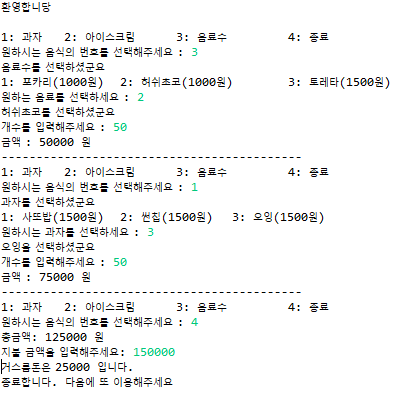 환영합니당
1: 과자 2: 아이스크림 3: 음료수 4: 종료
원하시는 음식의 번호를 선택해주세요 : 3
음료수를 선택하셨군요
1: 포카리(1000원) 2: 허쉬초코(1000원) 3: 토레타(1500원)
원하는 음료를 선택하세요 : 2
허쉬초코를 선택하셨군요
개수를 입력해주세요 : 50
금액 : 50000 원
-------------------------------------------
1: 과자 2: 아이스크림 3: 음료수 4: 종료
원하시는 음식의 번호를 선택해주세요 : 1
과자를 선택하셨군요
1: 사또밥(1500원) 2: 썬칩(1500원) 3: 오잉(1500원)
원하시는 과자를 선택하세요 : 3
오잉을 선택하셨군요
개수를 입력해주세요 : 50
금액 : 75000 원
-------------------------------------------
1: 과자 2: 아이스크림 3: 음료수 4: 종료
원하시는 음식의 번호를 선택해주세요 : 4
총금액: 125000 원
지불 금액을 입력해주세요: 150000
거스름돈은 25000 입니다.
종료합니다. 다음에 또 이용해주세요